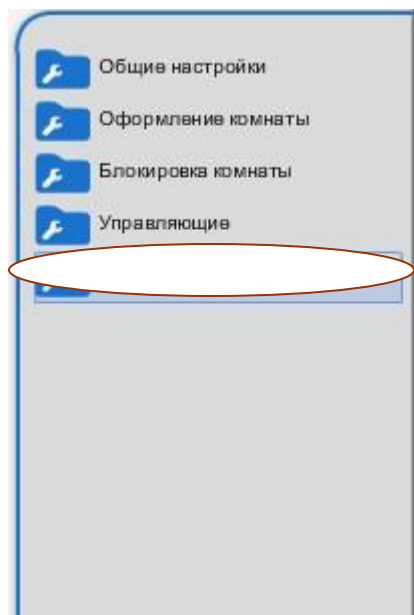 Общие настройки
Оформление комнаты
Блокировка комнаты
Управляющие